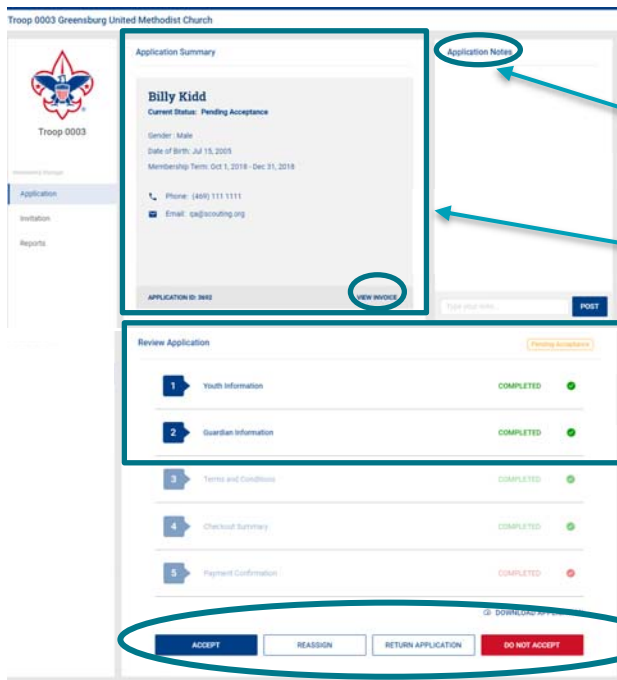 Troop 0003 Greensburg United Methodist Church
Troop 0003
Application
Invitation
Reports
Application Summary
Billy Kidd
Current Status: Pending Acceptance
Gender : Male
Date of Birth: Jul 15, 2005
Membership Term: Oct 1, 2018 - Dec 31, 2018
Phone: (469) 111 1111
Email: qa@scouting.org
APPLICATION ID: 3692
VIEW INVOICE
Application Notes
Type your note...
POST
Review Application
Pending Acceptance
1 Youth Information COMPLETED
2 Guardian Information COMPLETED
3 Terms and Conditions COMPLETED
4 Checkout Summary COMPLETED
5 Payment Confirmation COMPLETED
DOWNLOAD
ACCEPT REASSIGN RETURN APPLICATION DO NOT ACCEPT